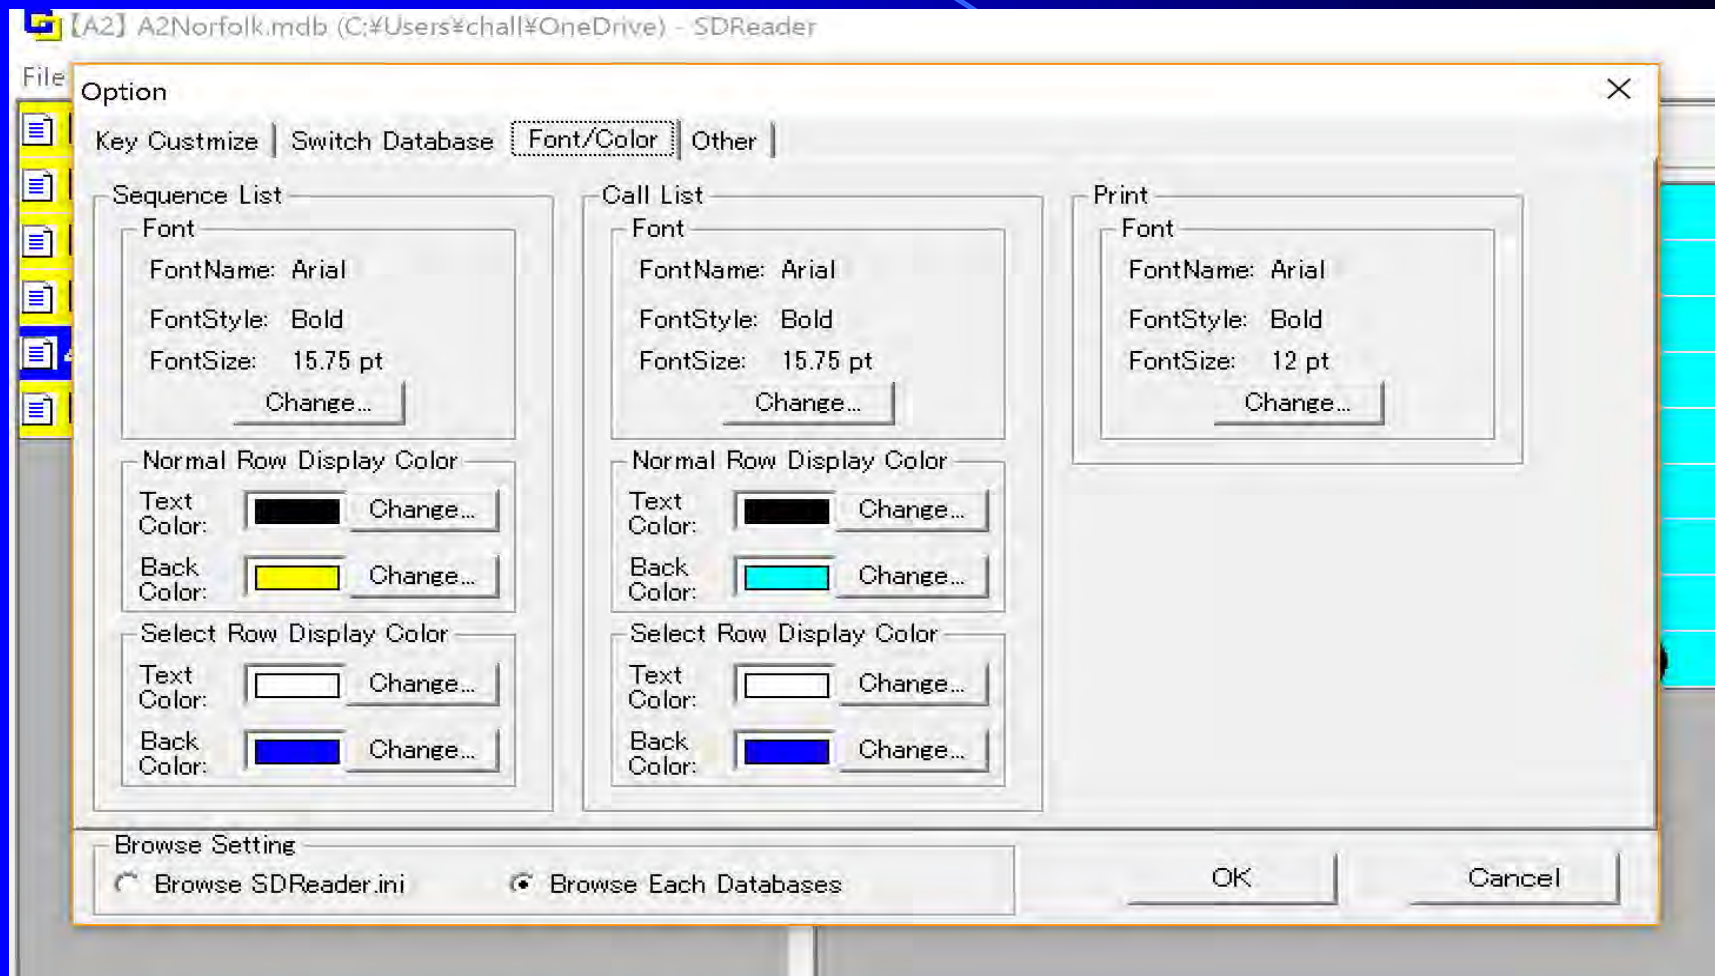 【A2】 A2Norfolk.mdb (C:¥Users¥chall¥OneDrive) - SDReader
File
Option
Key Custmize
Switch Database
Font/Color
Other
Sequence List
Font
FontName: Arial
FontStyle: Bold
FontSize: 15.75 pt
Change...
Normal Row Display Color
Text
Color:
Change...
Back
Color:
Change...
Select Row Display Color
Text
Color:
Change...
Back
Color:
Change...
Call List
Font
FontName: Arial
FontStyle: Bold
FontSize: 15.75 pt
Change...
Normal Row Display Color
Text
Color:
Change...
Back
Color:
Change...
Select Row Display Color
Text
Color:
Change...
Back
Color:
Change...
Print
Font
FontName: Arial
FontStyle: Bold
FontSize: 12 pt
Change...
Browse Setting
Browse SDReader.ini
Browse Each Databases
OK
Cancel